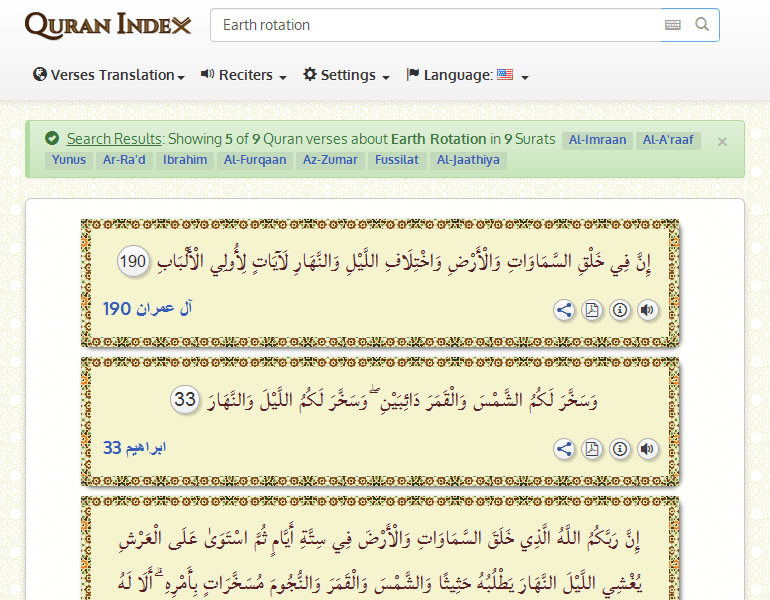 QURAN INDEX
Earth rotation
Verses Translation Reciters Settings Language:
Search Results: Showing 5 of 9 Quran verses about Earth Rotation in 9 Surats Al-Imraan Al-A'raaf ×
Yunus Ar-Ra'd Ibrahim Al-Furqaan Az-Zumar Fussilat Al-Jaathiya
إِنَّ فِي خَلْقِ السَّمَاوَاتِ وَالْأَرْضِ وَاخْتِلَافِ اللَّيْلِ وَالنَّهَارِ لَآيَاتٍ لِأُولِي الْأَلْبَابِ 190
آل عمران 190
وَسَخَّرَ لَكُمُ الشَّمْسَ وَالْقَمَرَ دَائِبَيْنِ ۖ وَسَخَّرَ لَكُمُ اللَّيْلَ وَالنَّهَارَ 33
ابراهيم 33
إِنَّ رَبَّكُمُ اللَّهُ الَّذِي خَلَقَ السَّمَاوَاتِ وَالْأَرْضَ فِي سِتَّةِ أَيَّامٍ ثُمَّ اسْتَوَىٰ عَلَى الْعَرْشِ
يُغْشِي اللَّيْلَ النَّهَارَ يَطْلُبُهُ حَثِيثًا وَالشَّمْسَ وَالْقَمَرَ وَالنُّجُومَ مُسَخَّرَاتٍ بِأَمْرِهِ ۗ أَلَا لَهُ